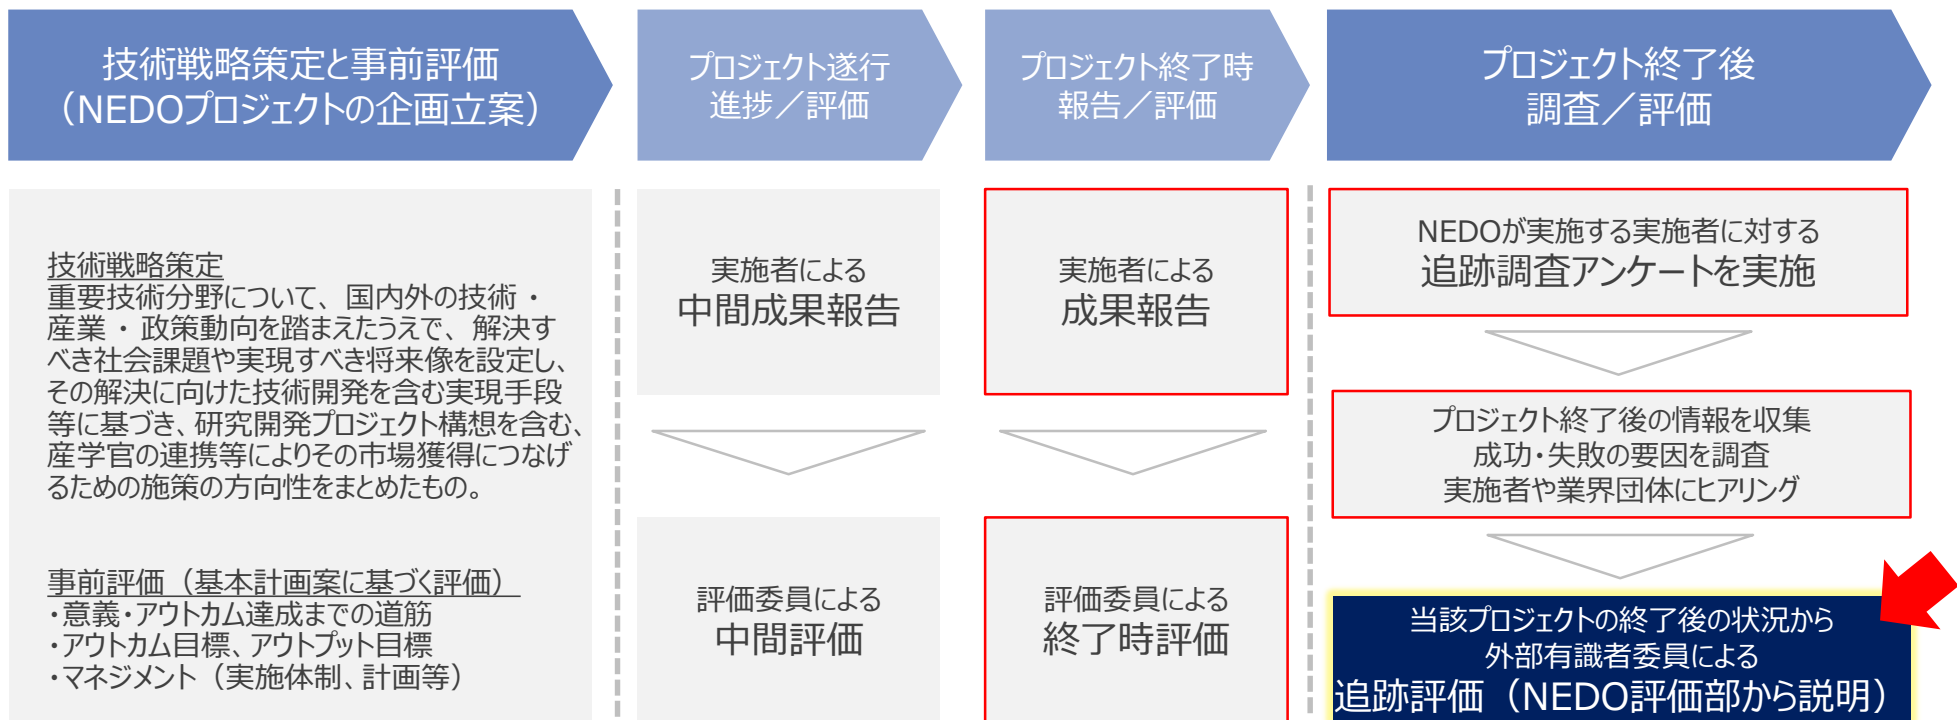 技術戦略策定と事前評価
（NEDOプロジェクトの企画立案）
プロジェクト遂行
進捗／評価
プロジェクト終了時
報告／評価
プロジェクト終了後
調査／評価
技術戦略策定
重要技術分野について、国内外の技術・
産業・政策動向を踏まえたうえで、解決す
べき社会課題や実現すべき将来像を設定し、
その解決に向けた技術開発を含む実現手段
等に基づき、研究開発プロジェクト構想を含む、
産学官の連携等によりその市場獲得につなげ
るための施策の方向性をまとめたもの。
事前評価（基本計画案に基づく評価）
・意義・アウトカム達成までの道筋
・アウトカム目標、アウトプット目標
・マネジメント（実施体制、計画等）
実施者による
中間成果報告
評価委員による
中間評価
実施者による
成果報告
評価委員による
終了時評価
NEDOが実施する実施者に対する
追跡調査アンケートを実施
プロジェクト終了後の情報を収集
成功・失敗の要因を調査
実施者や業界団体にヒアリング
当該プロジェクトの終了後の状況から
外部有識者委員による
追跡評価（NEDO評価部から説明）